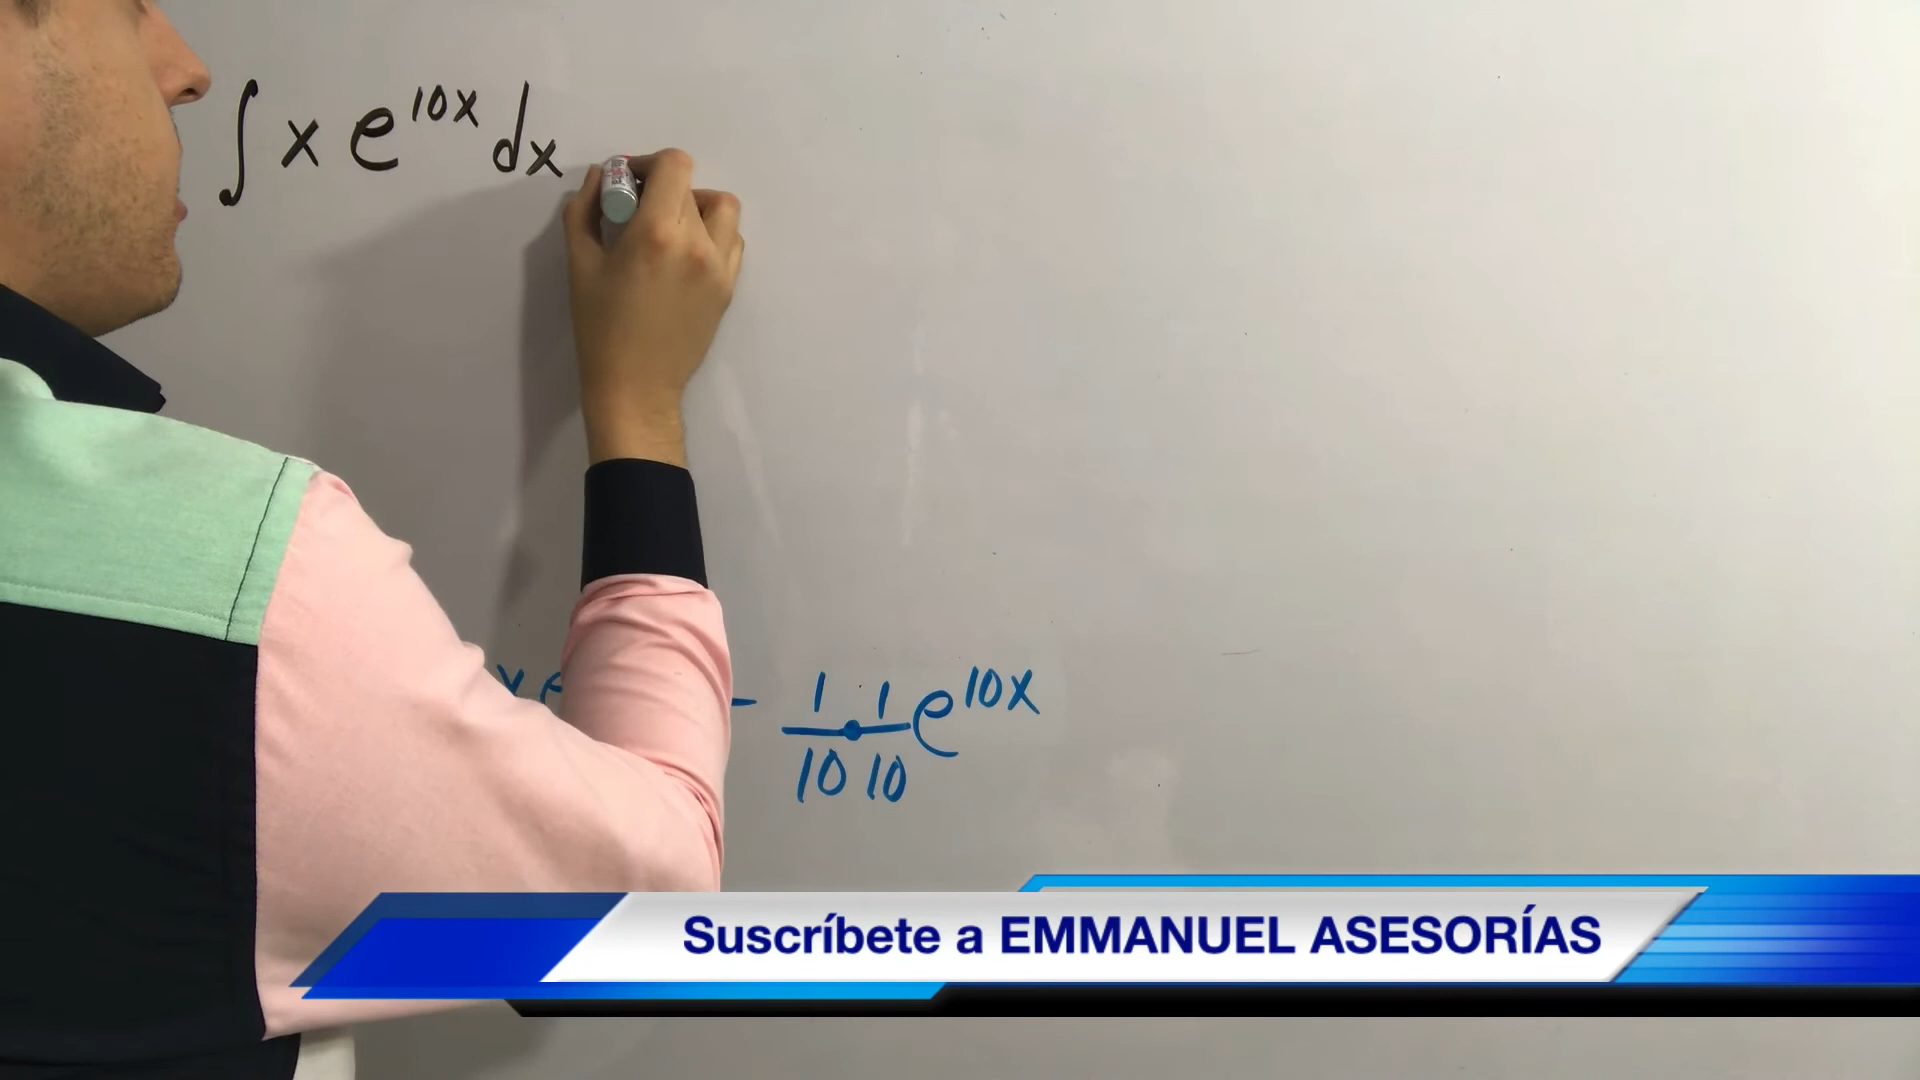 ∫ x e^10x dx
x e - 1/10 • 1/10 e^10x
Suscríbete a EMMANUEL ASESORÍAS